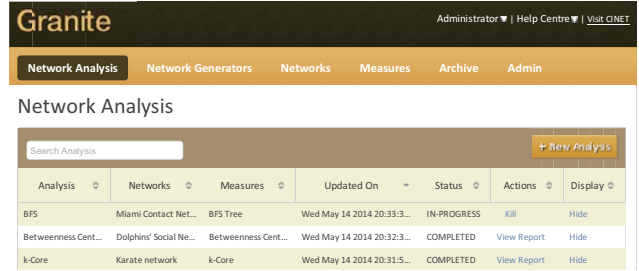 Granite
Administrator | Help Centre | Visit CINET
Network Analysis Network Generators Networks Measures Archive Admin
Network Analysis
Search Analysis + New Analysis
Analysis Networks Measures Updated On Status Actions Display
BFS Miami Contact Net... BFS Tree Wed May 14 2014 20:33:3... IN-PROGRESS Kill Hide
Betweenness Cent... Dolphins' Social Ne... Betweenness Cent... Wed May 14 2014 20:32:3... COMPLETED View Report Hide
k-Core Karate network k-Core Wed May 14 2014 20:31:5... COMPLETED View Report Hide